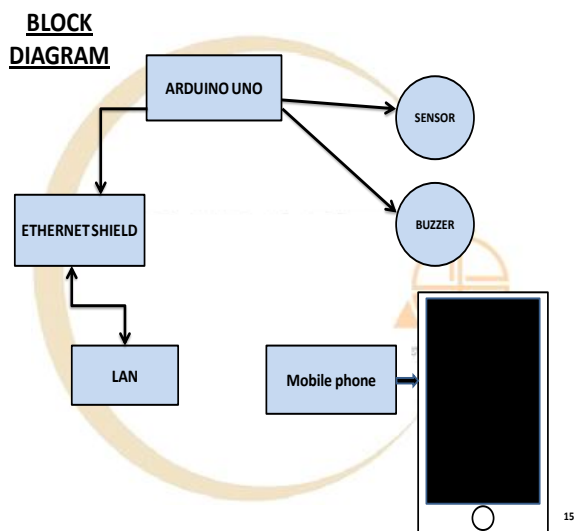 BLOCK
DIAGRAM
ARDUINO UNO
SENSOR
ETHERNET SHIELD
BUZZER
LAN
Mobile phone
15